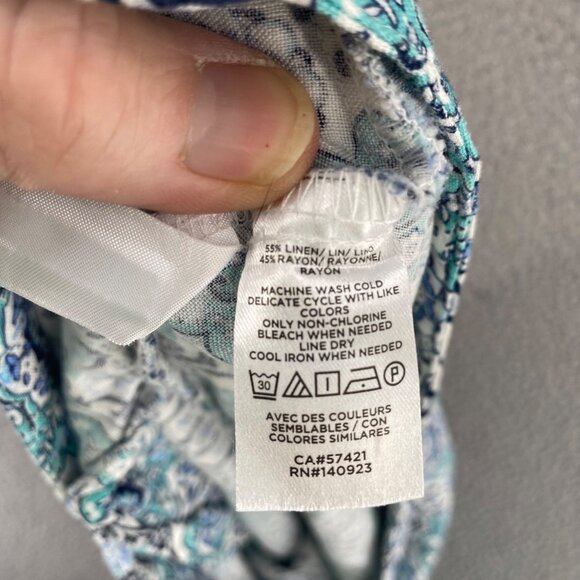 55% LINEN/ LIN/ LINO
45% RAYON/ RAYONNE/
RAYON
MACHINE WASH COLD
DELICATE CYCLE WITH LIKE
COLORS
ONLY NON-CHLORINE
BLEACH WHEN NEEDED
LINE DRY
COOL IRON WHEN NEEDED
30 P
AVEC DES COULEURS
SEMBLABLES / CON
COLORES SIMILARES
CA#57421
RN#140923